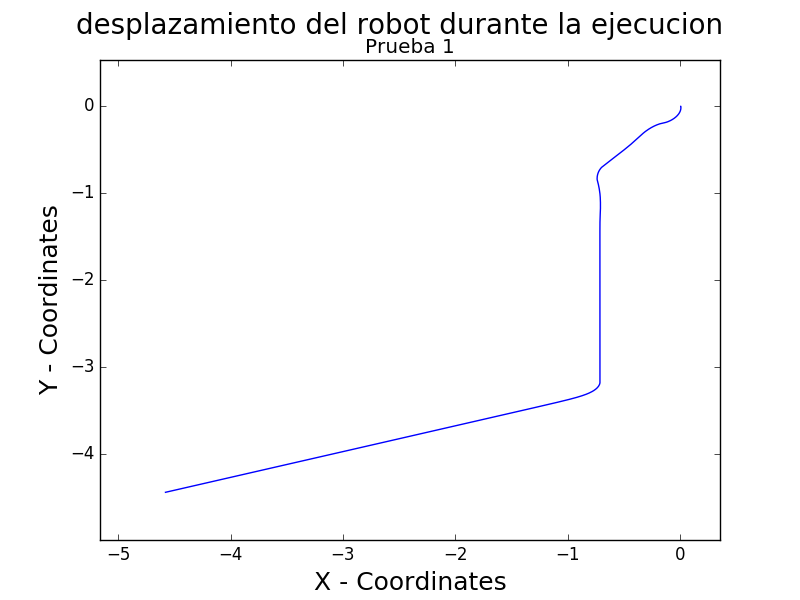 desplazamiento del robot durante la ejecucion
Prueba 1
Y - Coordinates
0
−1
−2
−3
−4
−5 −4 −3 −2 −1 0
X - Coordinates